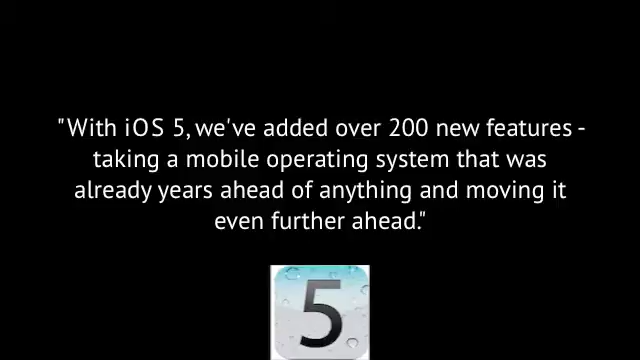 "With iOS 5, we've added over 200 new features -
taking a mobile operating system that was
already years ahead of anything and moving it
even further ahead."
5